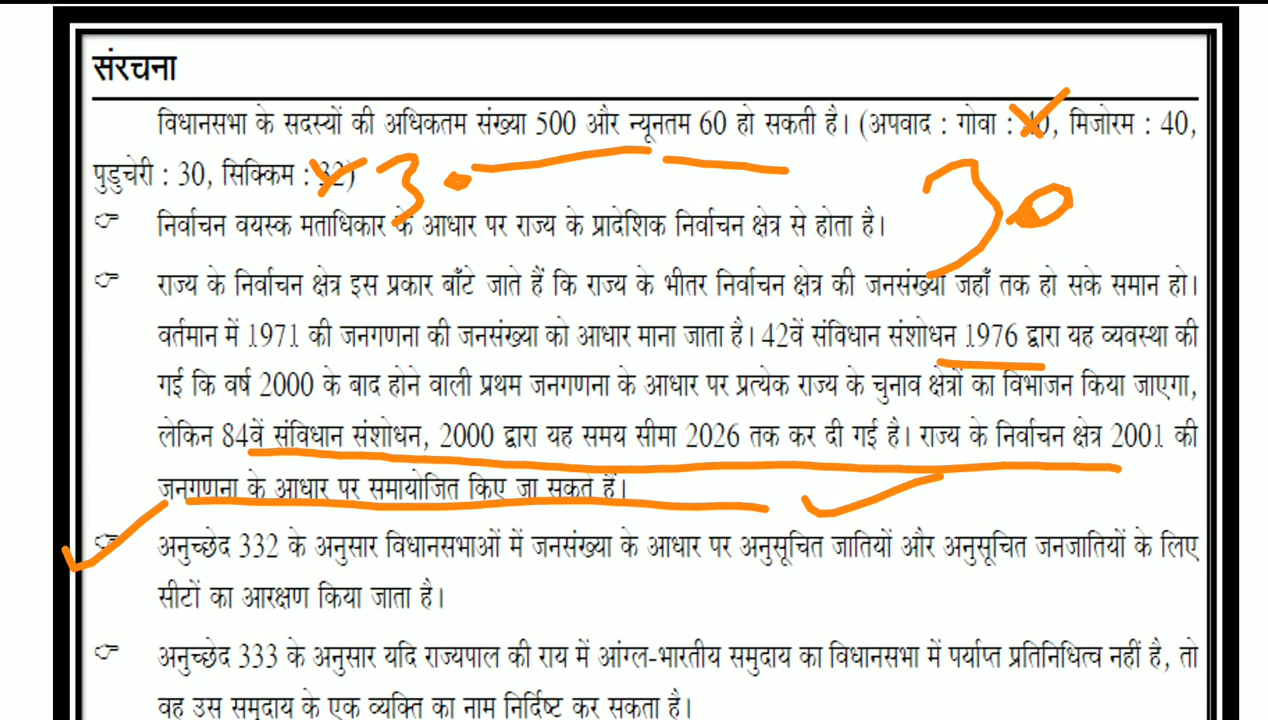 संरचना
विधानसभा के सदस्यों की अधिकतम संख्या 500 और न्यूनतम 60 हो सकती है। (अपवाद : गोवा : 40, मिजोरम : 40,
पुडुचेरी : 30, सिक्किम : 32) 3. 30
☞ निर्वाचन वयस्क मताधिकार के आधार पर राज्य के प्रादेशिक निर्वाचन क्षेत्र से होता है।
☞ राज्य के निर्वाचन क्षेत्र इस प्रकार बाँटे जाते हैं कि राज्य के भीतर निर्वाचन क्षेत्र की जनसंख्या जहाँ तक हो सके समान हो।
वर्तमान में 1971 की जनगणना की जनसंख्या को आधार माना जाता है। 42वें संविधान संशोधन 1976 द्वारा यह व्यवस्था की
गई कि वर्ष 2000 के बाद होने वाली प्रथम जनगणना के आधार पर प्रत्येक राज्य के चुनाव क्षेत्रों का विभाजन किया जाएगा,
लेकिन 84वें संविधान संशोधन, 2000 द्वारा यह समय सीमा 2026 तक कर दी गई है। राज्य के निर्वाचन क्षेत्र 2001 की
जनगणना के आधार पर समायोजित किए जा सकते हैं।
☞ अनुच्छेद 332 के अनुसार विधानसभाओं में जनसंख्या के आधार पर अनुसूचित जातियों और अनुसूचित जनजातियों के लिए
सीटों का आरक्षण किया जाता है।
☞ अनुच्छेद 333 के अनुसार यदि राज्यपाल की राय में आंग्ल-भारतीय समुदाय का विधानसभा में पर्याप्त प्रतिनिधित्व नहीं है, तो
वह उस समुदाय के एक व्यक्ति का नाम निर्दिष्ट कर सकता है।